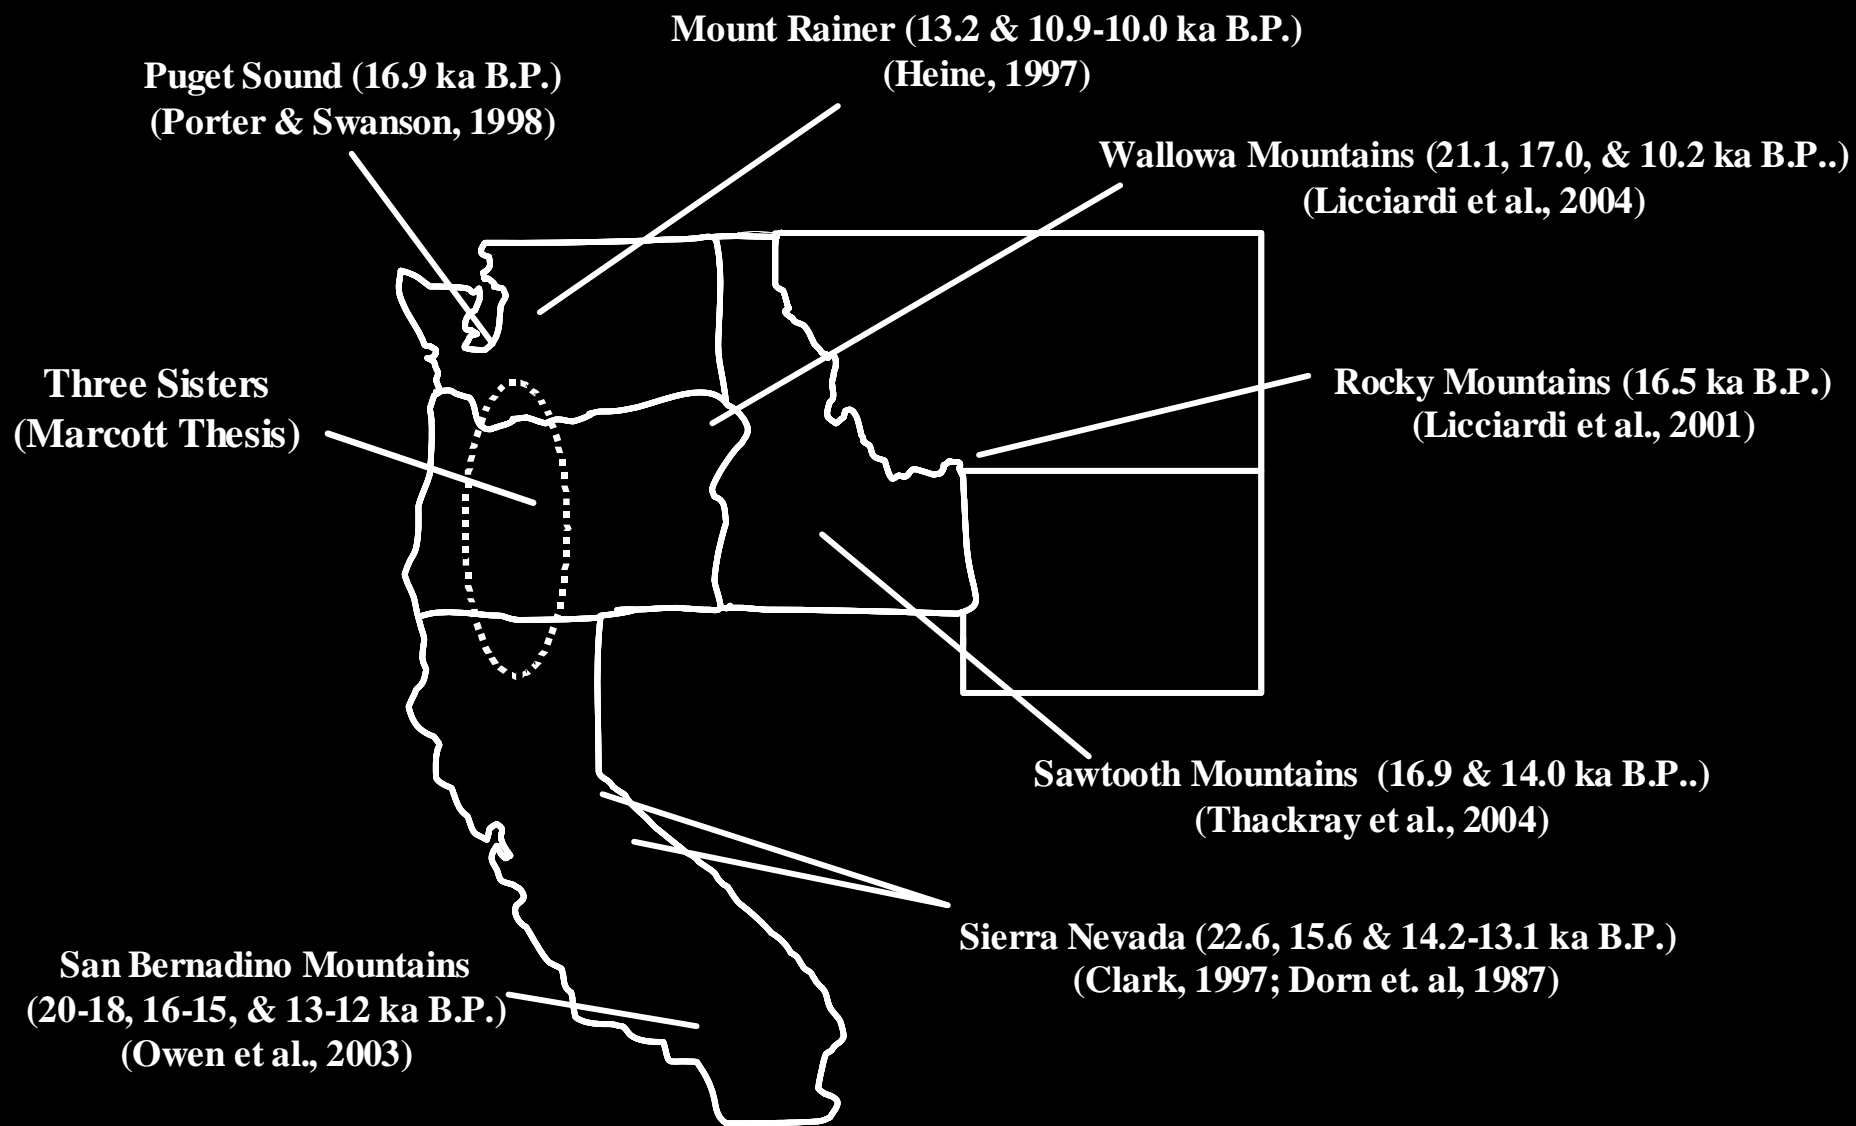 Mount Rainer (13.2 & 10.9-10.0 ka B.P.)
(Heine, 1997)
Puget Sound (16.9 ka B.P.)
(Porter & Swanson, 1998)
Wallowa Mountains (21.1, 17.0, & 10.2 ka B.P..)
(Licciardi et al., 2004)
Three Sisters
(Marcott Thesis)
Rocky Mountains (16.5 ka B.P.)
(Licciardi et al., 2001)
Sawtooth Mountains (16.9 & 14.0 ka B.P..)
(Thackray et al., 2004)
Sierra Nevada (22.6, 15.6 & 14.2-13.1 ka B.P.)
(Clark, 1997; Dorn et. al, 1987)
San Bernadino Mountains
(20-18, 16-15, & 13-12 ka B.P.)
(Owen et al., 2003)